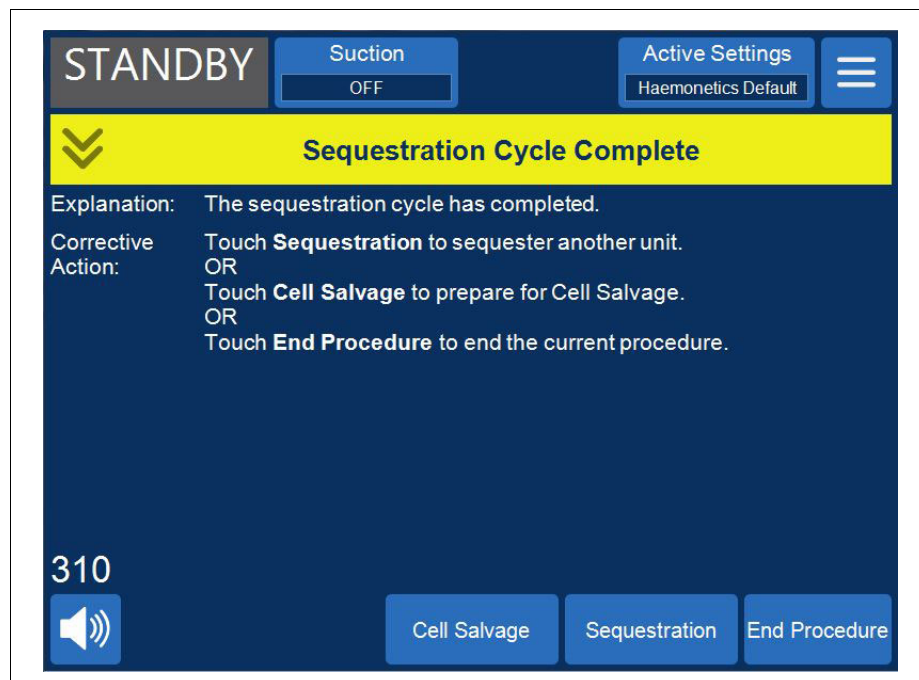 STANDBY
Suction
OFF
Active Settings
Haemonetics Default
Sequestration Cycle Complete
Explanation: The sequestration cycle has completed.
Corrective Action: Touch Sequestration to sequester another unit.
OR
Touch Cell Salvage to prepare for Cell Salvage.
OR
Touch End Procedure to end the current procedure.
310
Cell Salvage
Sequestration
End Procedure